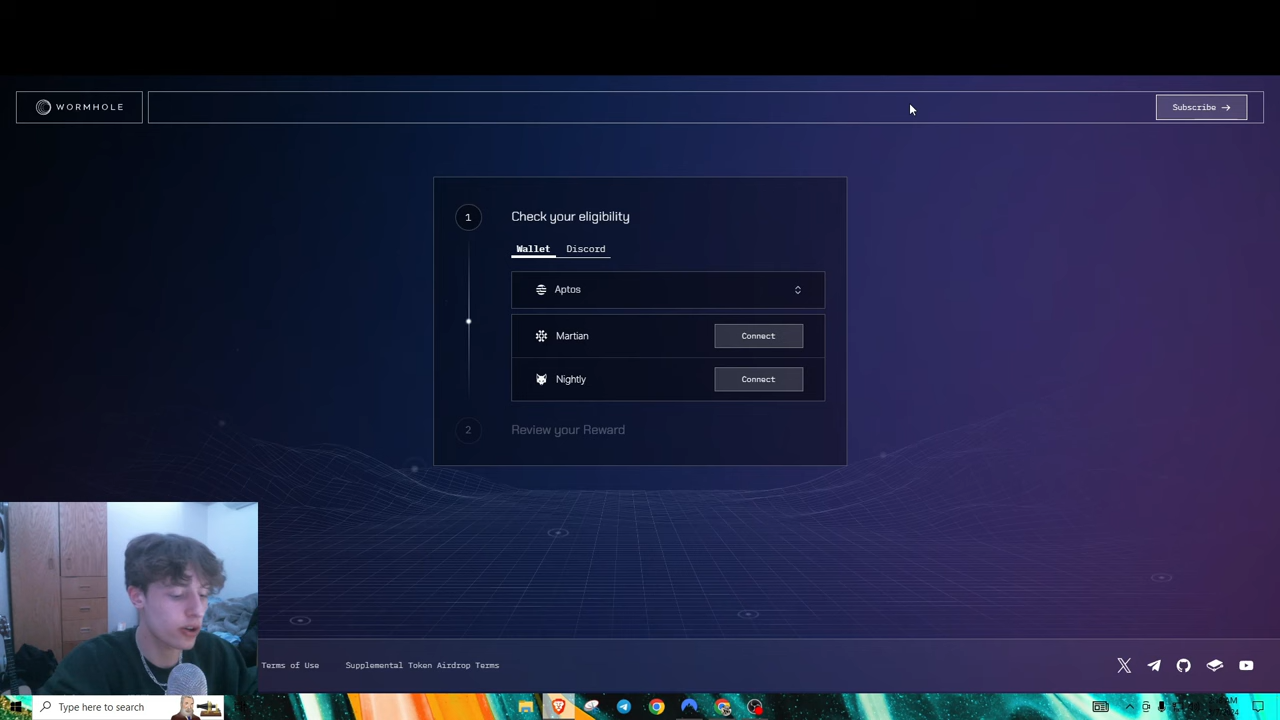 WORMHOLE
Subscribe →
1
Check your eligibility
Wallet Discord
Aptos
Martian Connect
Nightly Connect
2
Review your Reward
Terms of Use Supplemental Token Airdrop Terms
Type here to search